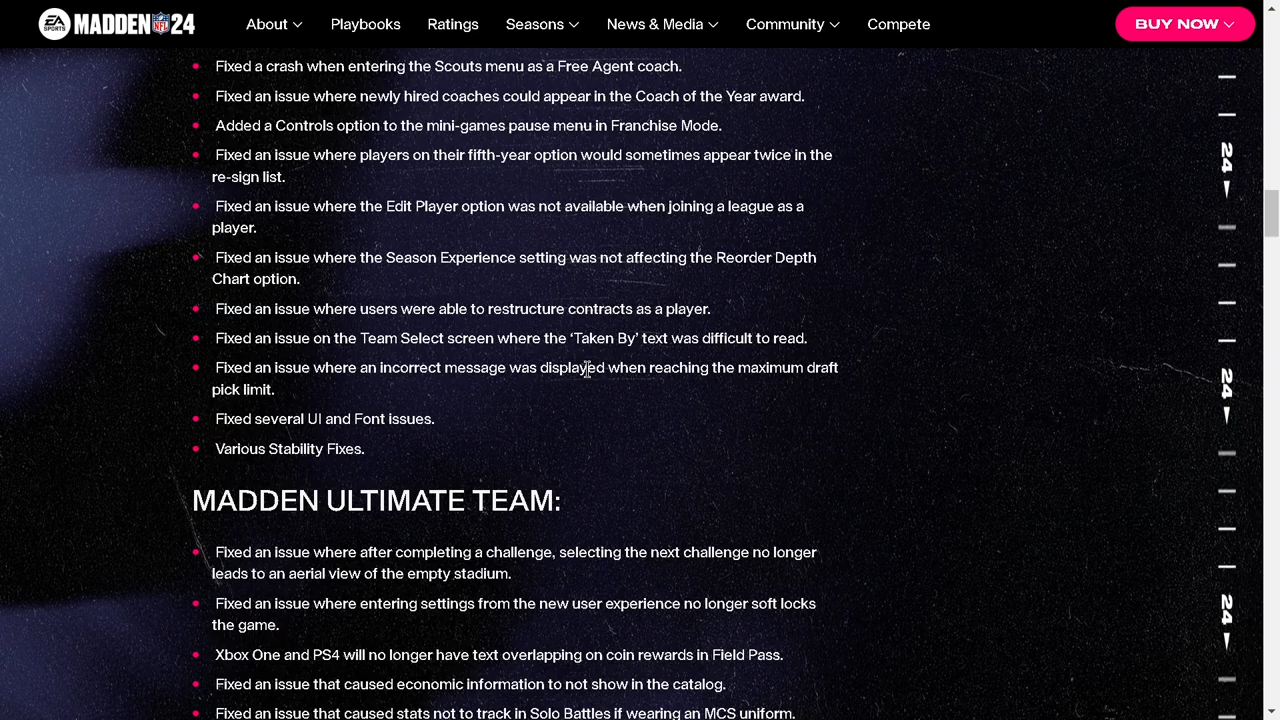 EA SPORTS MADDEN NFL 24 About Playbooks Ratings Seasons News & Media Community Compete BUY NOW
Fixed a crash when entering the Scouts menu as a Free Agent coach.
Fixed an issue where newly hired coaches could appear in the Coach of the Year award.
Added a Controls option to the mini-games pause menu in Franchise Mode.
Fixed an issue where players on their fifth-year option would sometimes appear twice in the
re-sign list.
Fixed an issue where the Edit Player option was not available when joining a league as a
player.
Fixed an issue where the Season Experience setting was not affecting the Reorder Depth
Chart option.
Fixed an issue where users were able to restructure contracts as a player.
Fixed an issue on the Team Select screen where the ‘Taken By’ text was difficult to read.
Fixed an issue where an incorrect message was displayed when reaching the maximum draft
pick limit.
Fixed several UI and Font issues.
Various Stability Fixes.
MADDEN ULTIMATE TEAM:
Fixed an issue where after completing a challenge, selecting the next challenge no longer
leads to an aerial view of the empty stadium.
Fixed an issue where entering settings from the new user experience no longer soft locks
the game.
Xbox One and PS4 will no longer have text overlapping on coin rewards in Field Pass.
Fixed an issue that caused economic information to not show in the catalog.
Fixed an issue that caused stats not to track in Solo Battles if wearing an MCS uniform.
24
24
24